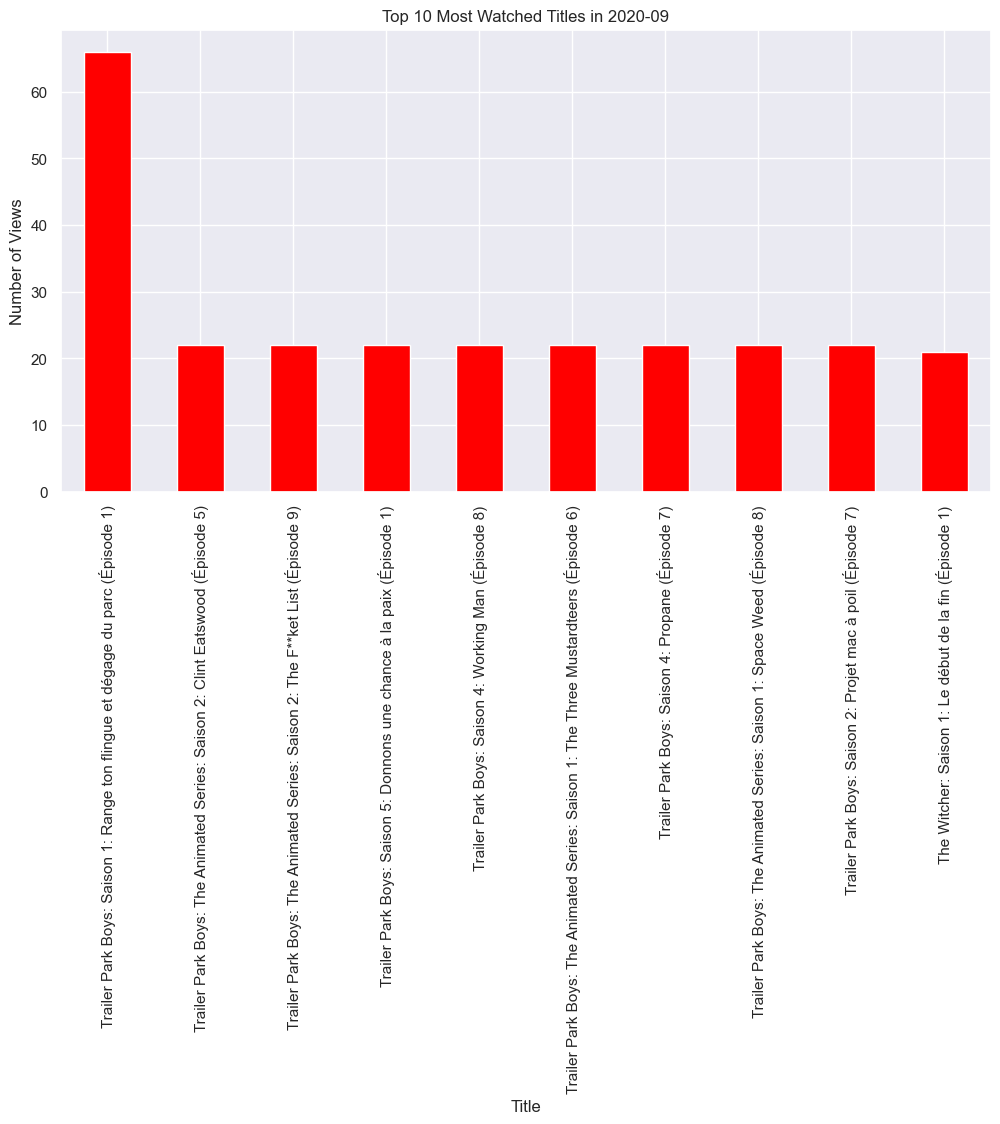 Top 10 Most Watched Titles in 2020-09
Number of Views
60
50
40
30
20
10
0
Trailer Park Boys: Saison 1: Range ton flingue et dégage du parc (Épisode 1)
Trailer Park Boys: The Animated Series: Saison 2: Clint Eatswood (Épisode 5)
Trailer Park Boys: The Animated Series: Saison 2: The F**ket List (Épisode 9)
Trailer Park Boys: Saison 5: Donnons une chance à la paix (Épisode 1)
Trailer Park Boys: Saison 4: Working Man (Épisode 8)
Trailer Park Boys: The Animated Series: Saison 1: The Three Mustardteers (Épisode 6)
Trailer Park Boys: Saison 4: Propane (Épisode 7)
Trailer Park Boys: The Animated Series: Saison 1: Space Weed (Épisode 8)
Trailer Park Boys: Saison 2: Projet mac à poil (Épisode 7)
The Witcher: Saison 1: Le début de la fin (Épisode 1)
Title